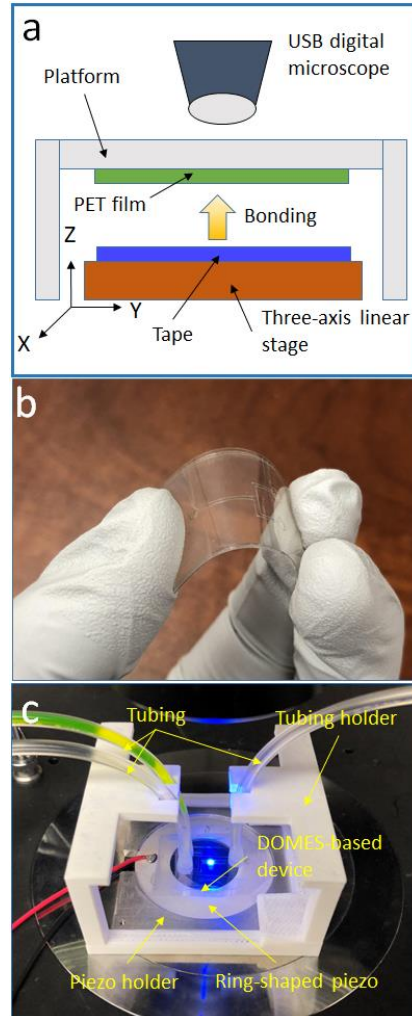 a
USB digital
microscope
Platform
PET film
Bonding
Z
Y
X
Tape
Three-axis linear
stage
b
c
Tubing
Tubing holder
DOMES-based
device
Piezo holder
Ring-shaped piezo